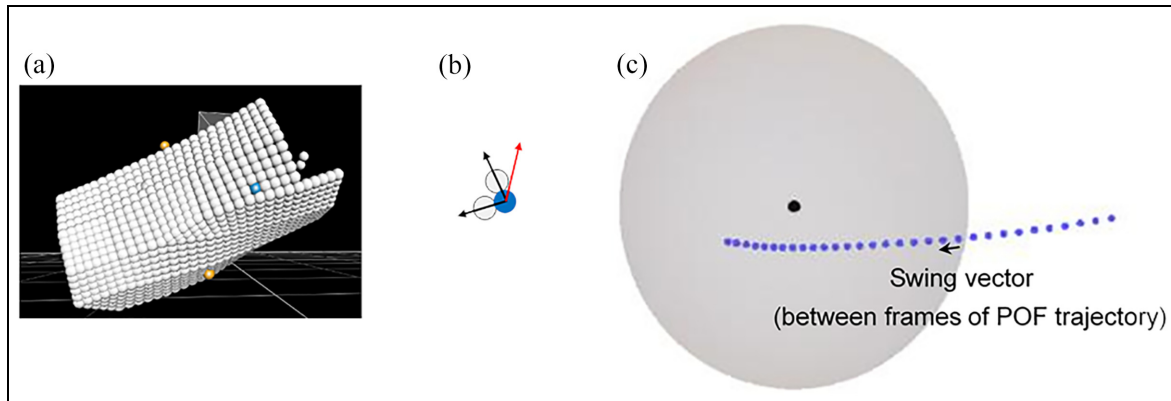 (a)
(b)
(c)
Swing vector
(between frames of POF trajectory)